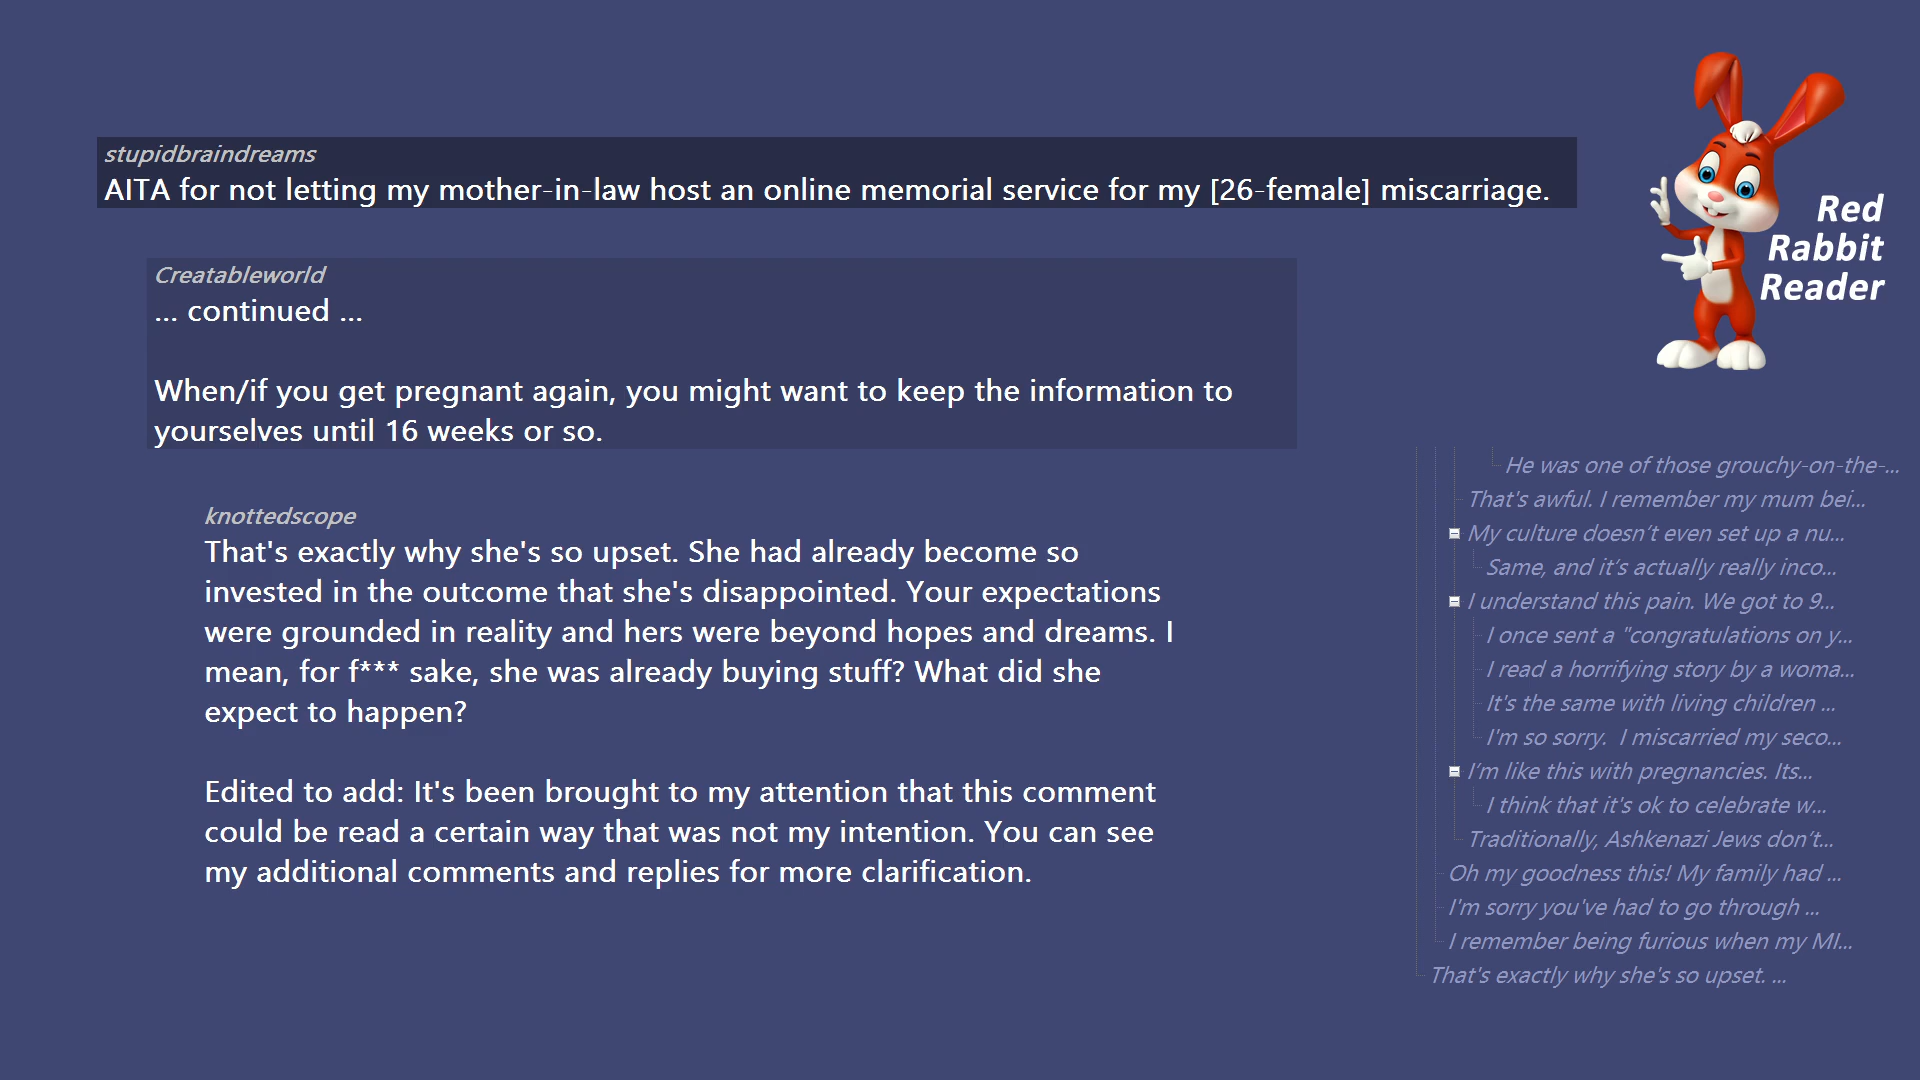 stupidbraindreams
AITA for not letting my mother-in-law host an online memorial service for my [26-female] miscarriage.
Red
Rabbit
Reader
Creatableworld
... continued ...
When/if you get pregnant again, you might want to keep the information to
yourselves until 16 weeks or so.
knottedscope
That's exactly why she's so upset. She had already become so
invested in the outcome that she's disappointed. Your expectations
were grounded in reality and hers were beyond hopes and dreams. I
mean, for f*** sake, she was already buying stuff? What did she
expect to happen?
Edited to add: It's been brought to my attention that this comment
could be read a certain way that was not my intention. You can see
my additional comments and replies for more clarification.
He was one of those grouchy-on-the-...
That's awful. I remember my mum bei...
My culture doesn’t even set up a nu...
Same, and it’s actually really inco...
I understand this pain. We got to 9...
I once sent a "congratulations on y...
I read a horrifying story by a woma...
It's the same with living children ...
I'm so sorry.  I miscarried my seco...
I’m like this with pregnancies. Its...
I think that it's ok to celebrate w...
Traditionally, Ashkenazi Jews don’t...
Oh my goodness this! My family had ...
I'm sorry you've had to go through ...
I remember being furious when my MI...
That's exactly why she's so upset. ...